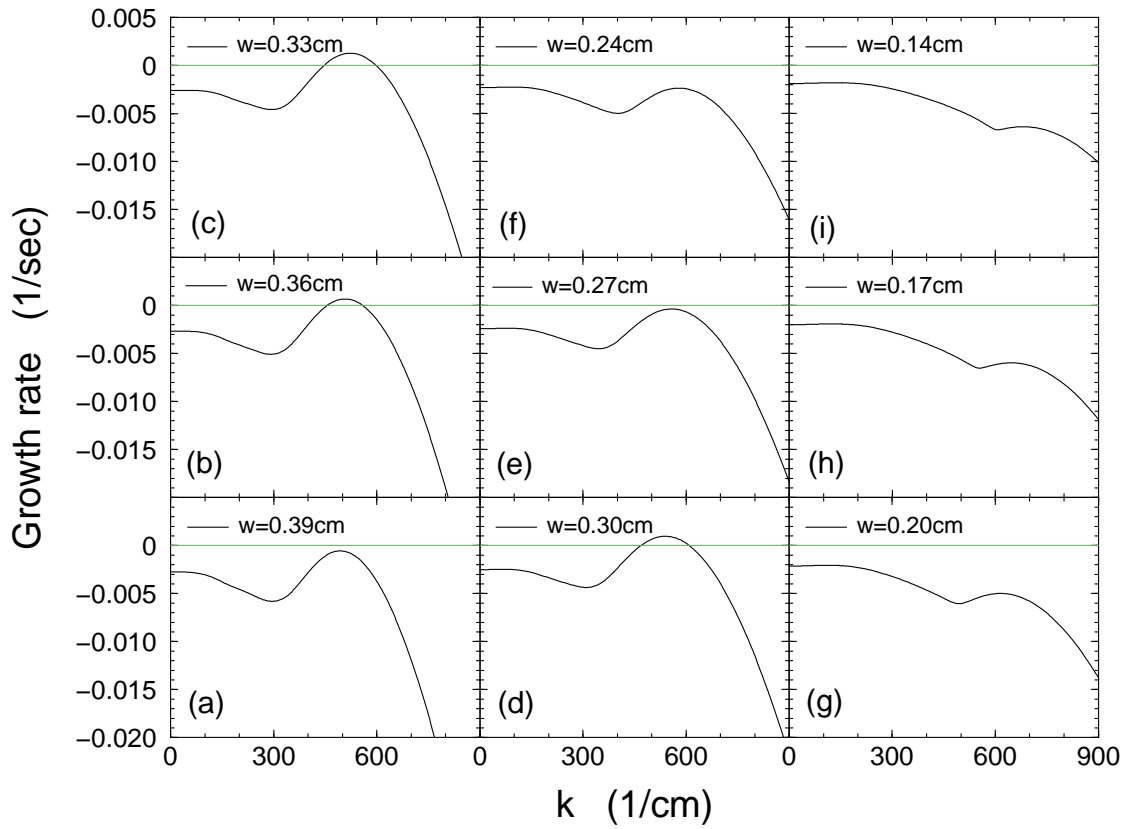 0.005
0
−0.005
−0.010
−0.015
w=0.33cm
(c)
w=0.24cm
(f)
w=0.14cm
(i)
0
−0.005
−0.010
−0.015
w=0.36cm
(b)
w=0.27cm
(e)
w=0.17cm
(h)
0
−0.005
−0.010
−0.015
−0.020
w=0.39cm
(a)
w=0.30cm
(d)
w=0.20cm
(g)
0 300 600 0 300 600 0 300 600 900
Growth rate (1/sec)
k (1/cm)